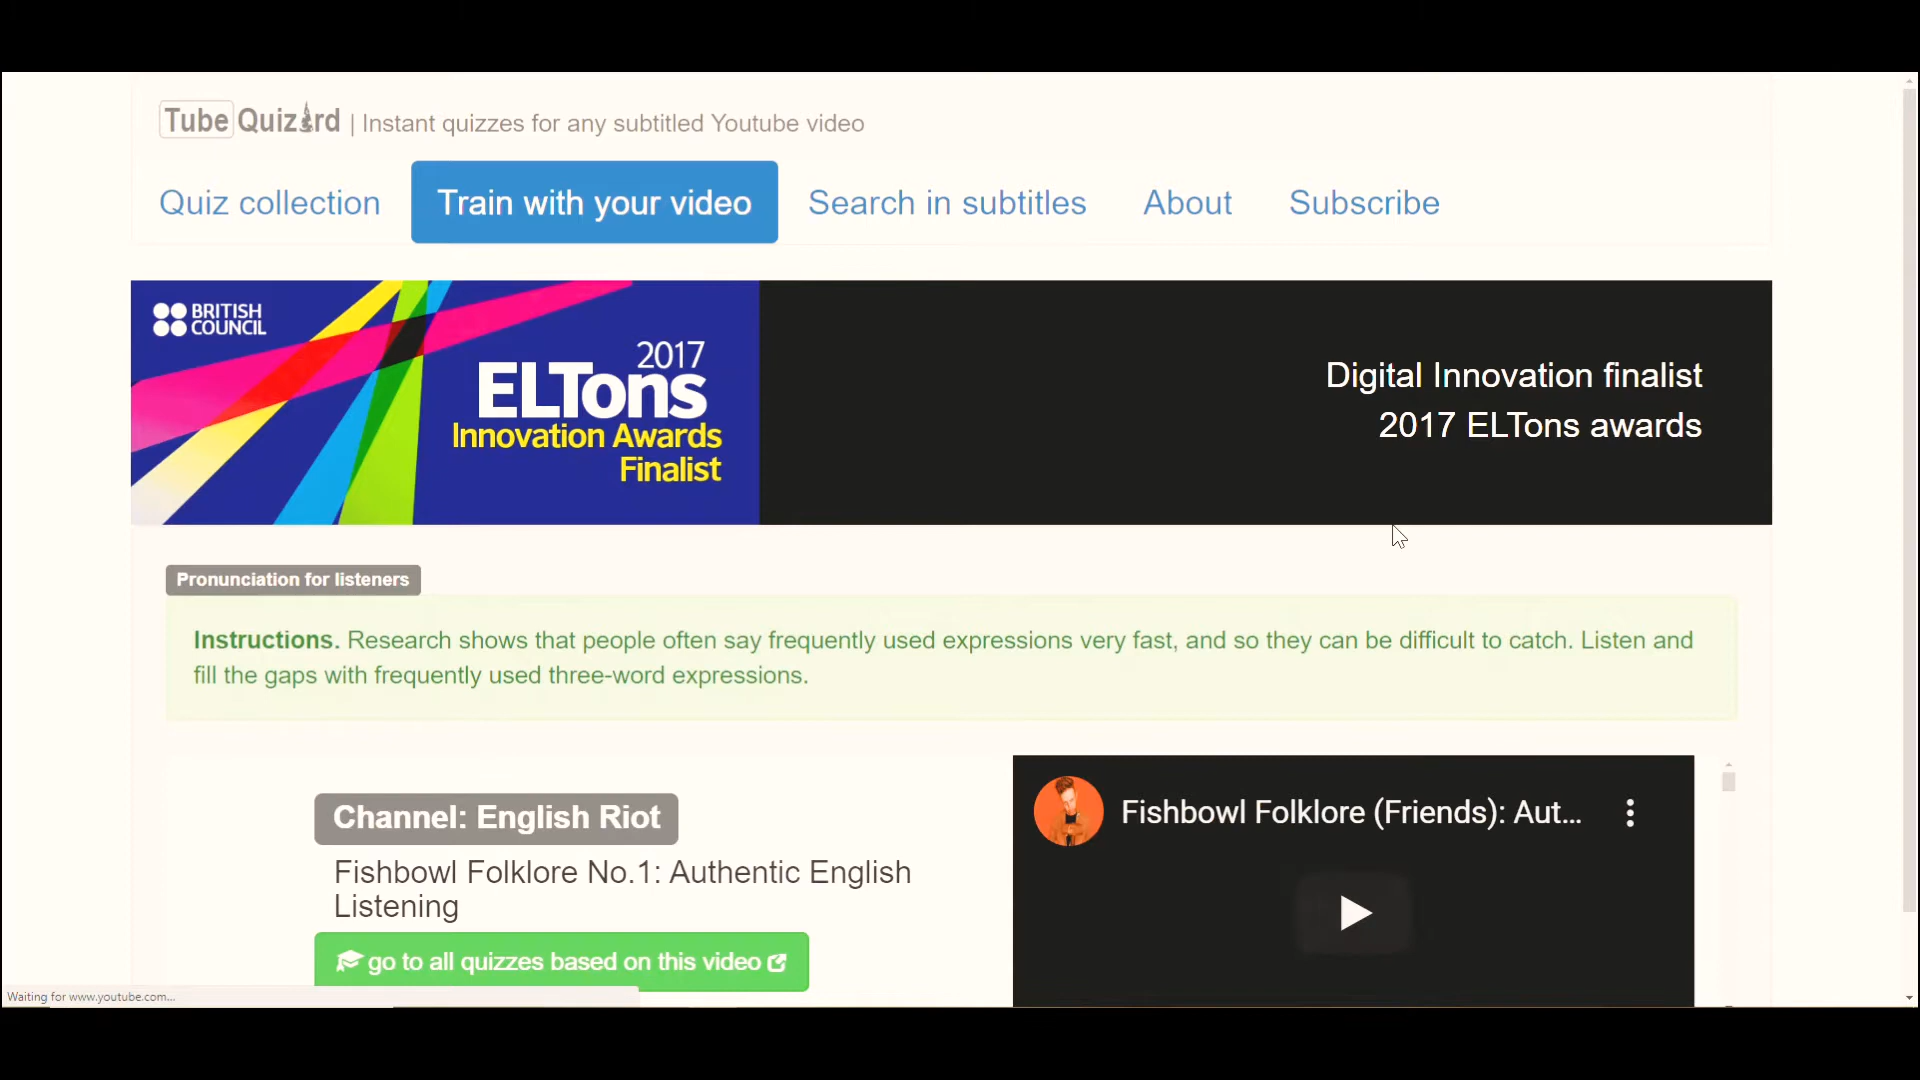 TubeQuizard | Instant quizzes for any subtitled Youtube video
Quiz collection Train with your video Search in subtitles About Subscribe
BRITISH
COUNCIL
2017
ELTons
Innovation Awards
Finalist
Digital Innovation finalist
2017 ELTons awards
Pronunciation for listeners
Instructions. Research shows that people often say frequently used expressions very fast, and so they can be difficult to catch. Listen and
fill the gaps with frequently used three-word expressions.
Channel: English Riot
Fishbowl Folklore No.1: Authentic English
Listening
go to all quizzes based on this video
Fishbowl Folklore (Friends): Aut...
Waiting for www.youtube.com...